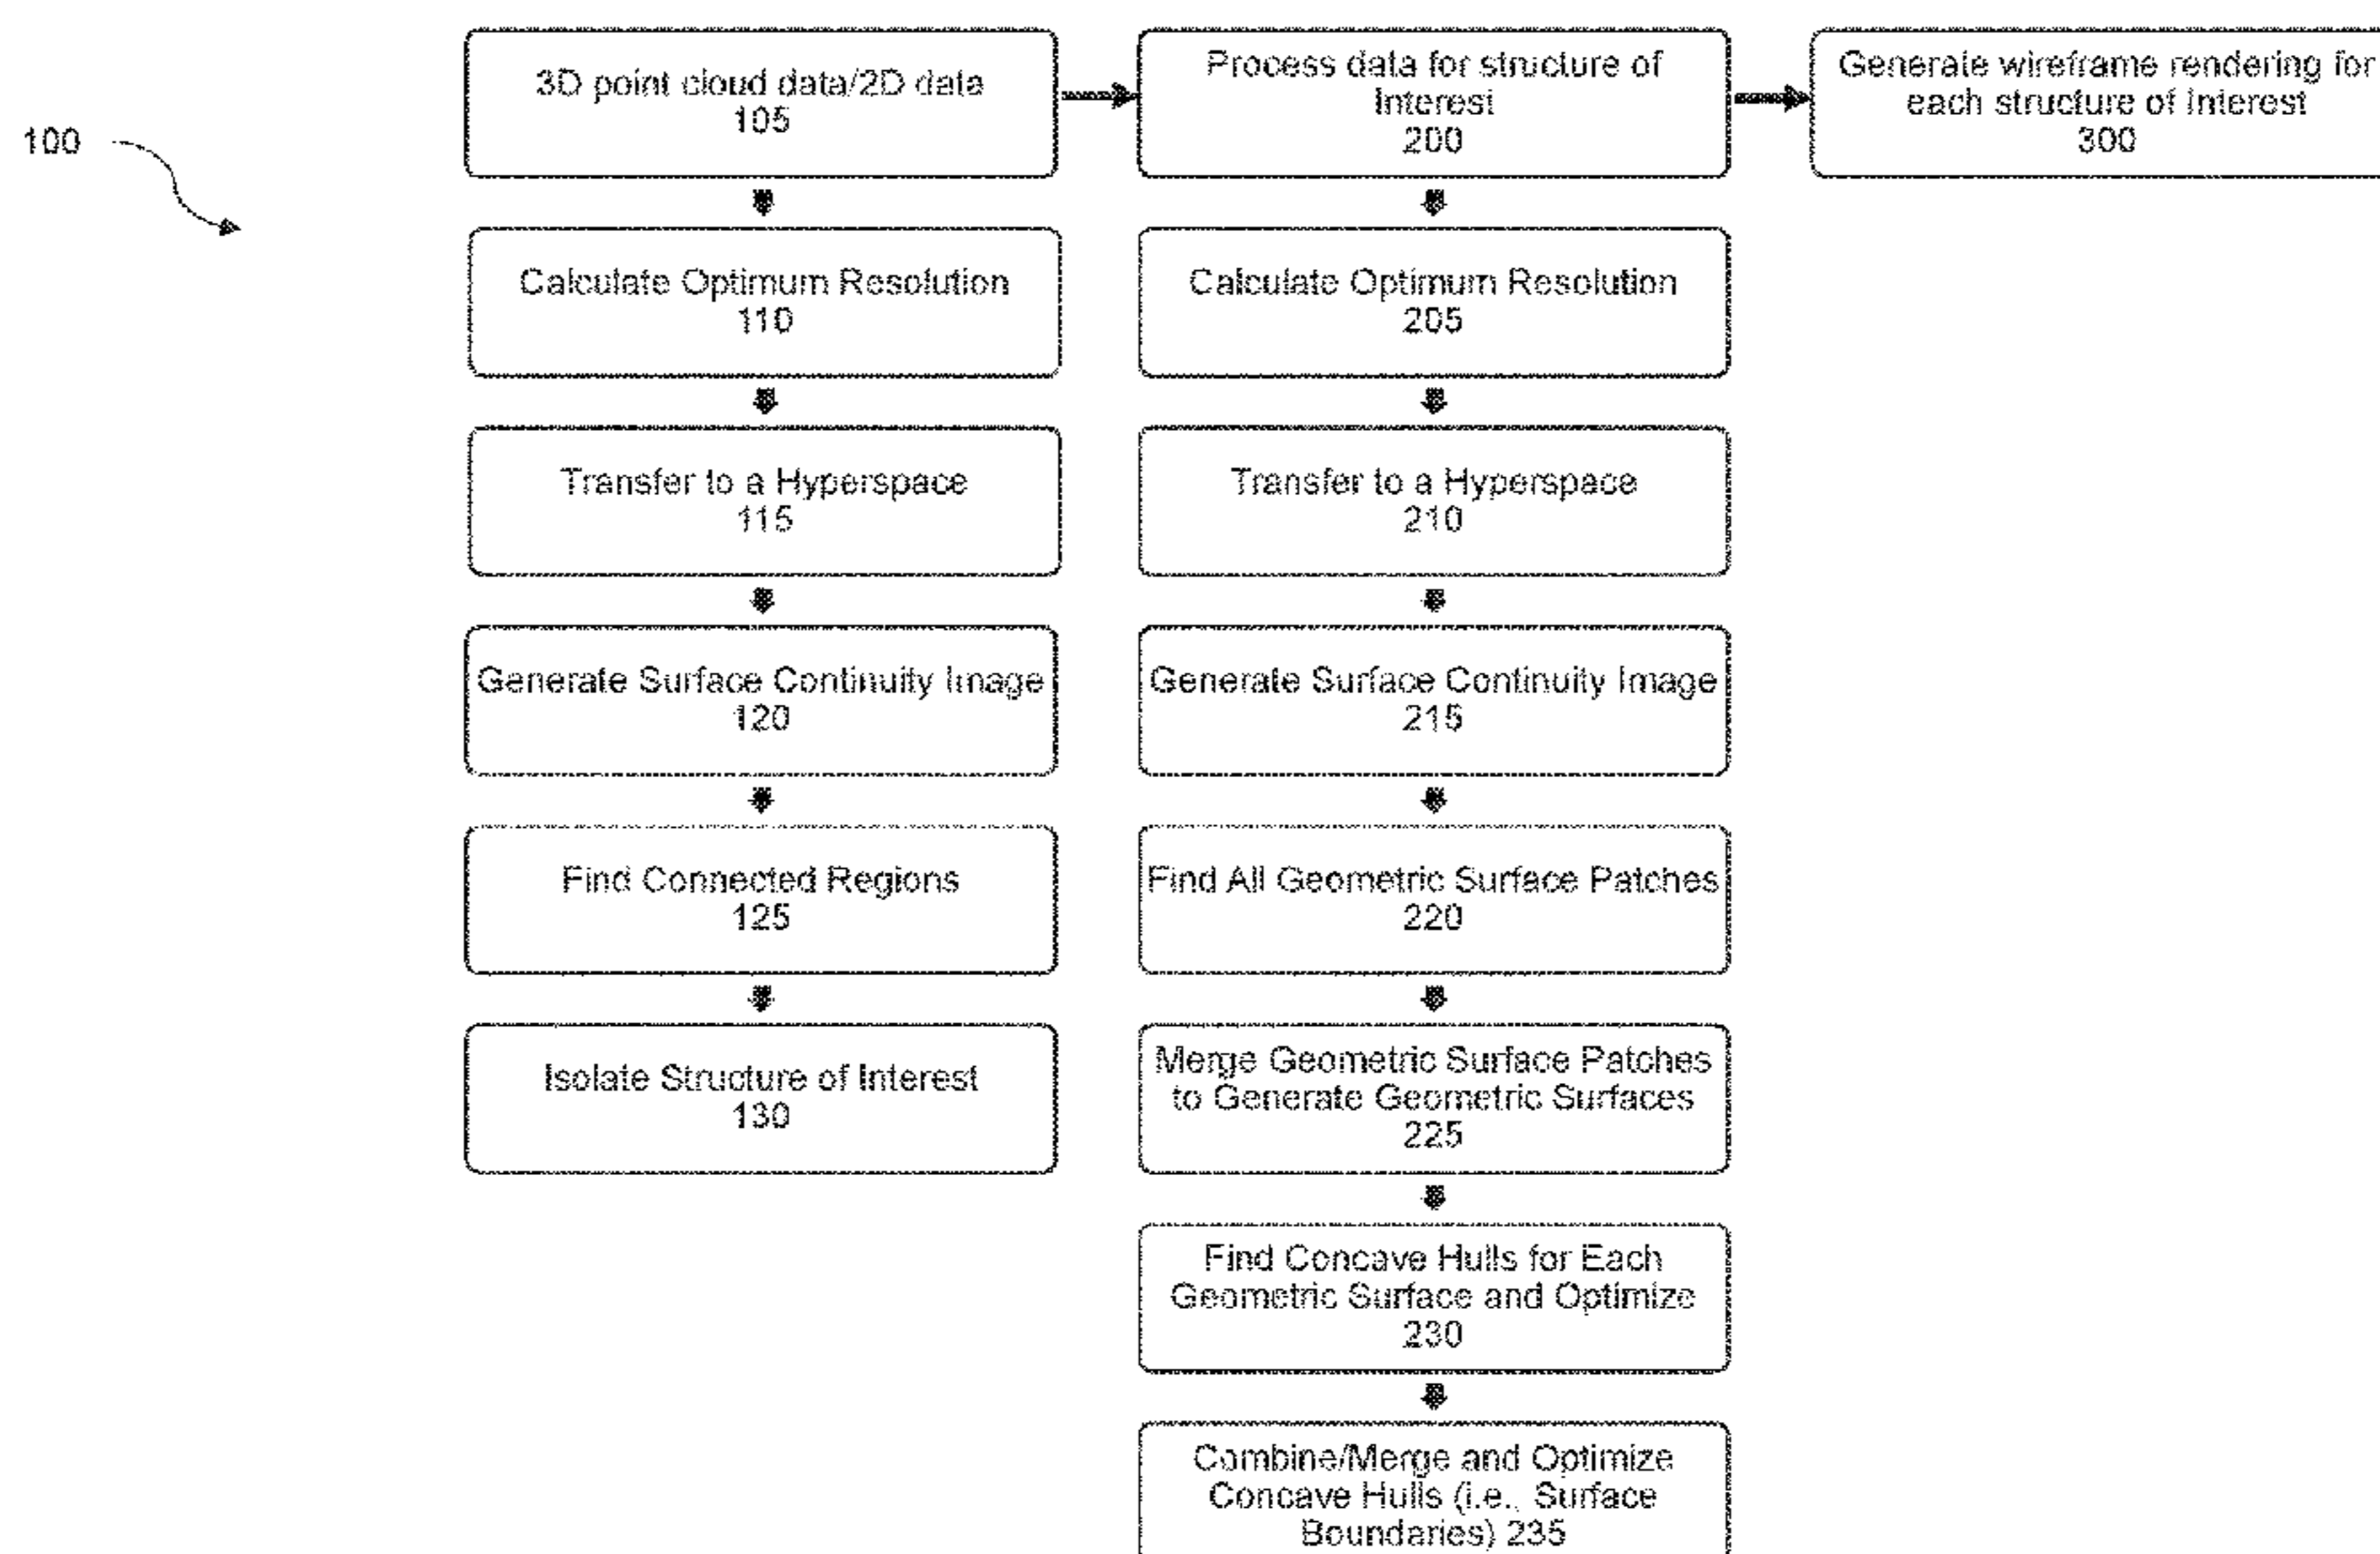 100
3D point cloud data/2D data
105
Calculate Optimum Resolution
110
Transfer to a Hyperspace
115
Generate Surface Continuity Image
120
Find Connected Regions
125
Isolate Structure of Interest
130
Process data for structure of
Interest
200
Calculate Optimum Resolution
205
Transfer to a Hyperspace
210
Generate Surface Continuity Image
215
Find All Geometric Surface Patches
220
Merge Geometric Surface Patches
to Generate Geometric Surfaces
225
Find Concave Hulls for Each
Geometric Surface and Optimize
230
Combine/Merge and Optimize
Concave Hulls (i.e., Surface
Boundaries) 235
Generate wireframe rendering for
each structure of Interest
300